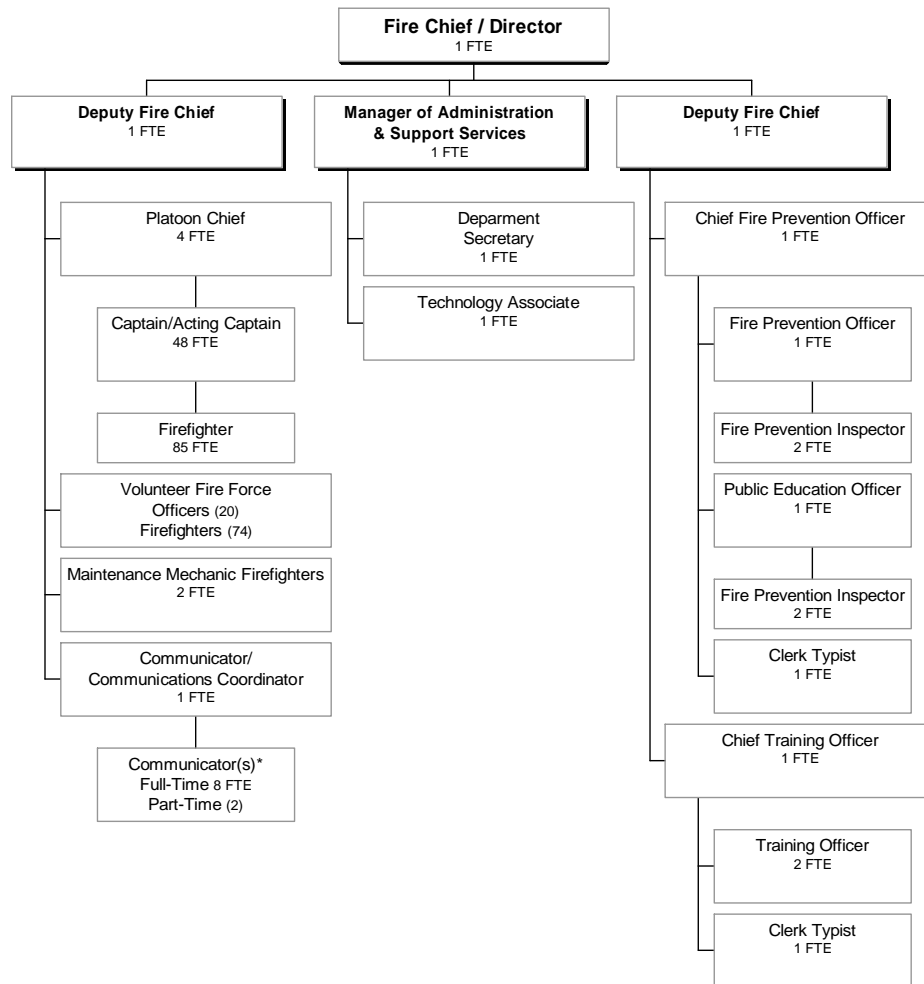 Fire Chief / Director
1 FTE
Deputy Fire Chief
1 FTE
Manager of Administration
& Support Services
1 FTE
Deputy Fire Chief
1 FTE
Platoon Chief
4 FTE
Captain/Acting Captain
48 FTE
Firefighter
85 FTE
Volunteer Fire Force
Officers (20)
Firefighters (74)
Maintenance Mechanic Firefighters
2 FTE
Communicator/
Communications Coordinator
1 FTE
Communicator(s)*
Full-Time 8 FTE
Part-Time (2)
Deparment
Secretary
1 FTE
Technology Associate
1 FTE
Chief Fire Prevention Officer
1 FTE
Fire Prevention Officer
1 FTE
Fire Prevention Inspector
2 FTE
Public Education Officer
1 FTE
Fire Prevention Inspector
2 FTE
Clerk Typist
1 FTE
Chief Training Officer
1 FTE
Training Officer
2 FTE
Clerk Typist
1 FTE